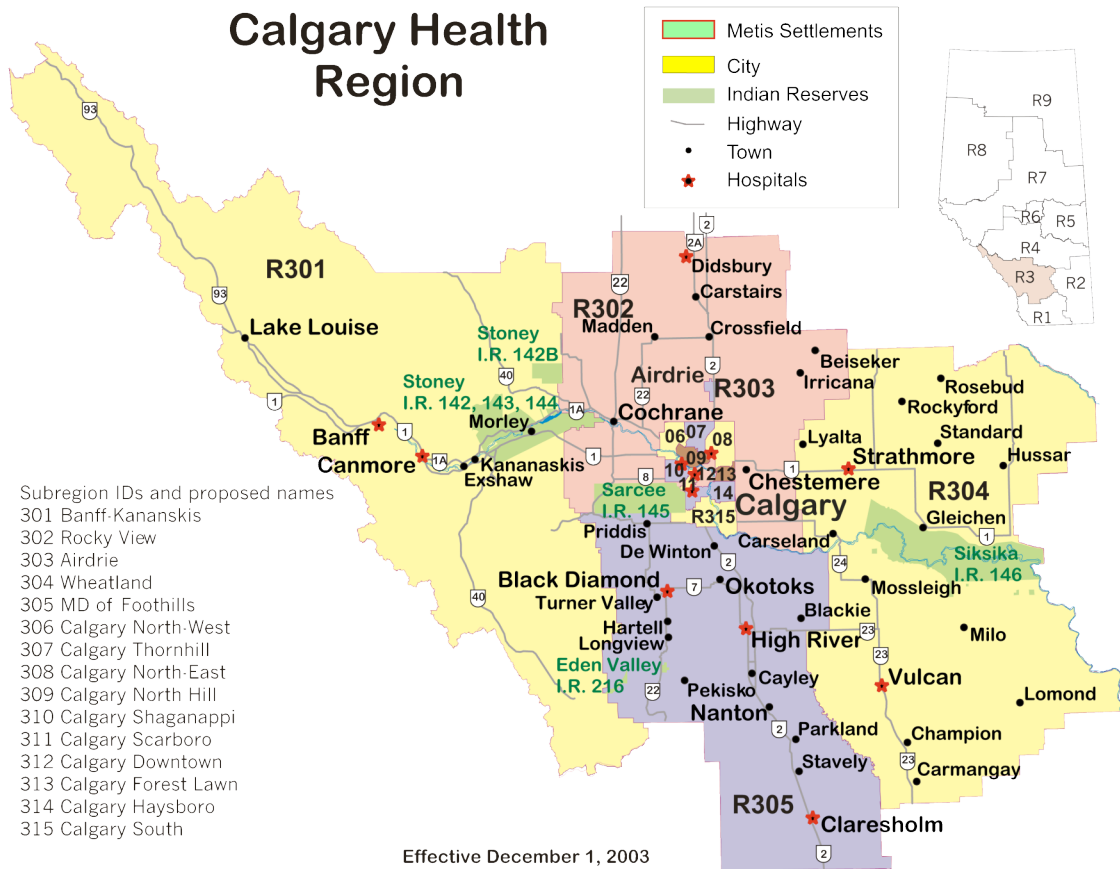 Calgary Health
Region
Metis Settlements
City
Indian Reserves
Highway
Town
Hospitals
R9
R8
R7
R6
R5
R4
R3
R2
R1
93
R301
93
Lake Louise
1
Banff
1
Canmore
1A
Exshaw
Kananaskis
Morley
Stoney
I.R. 142B
40
Stoney
I.R. 142, 143, 144
1A
1
40
2
2A
22
Didsbury
Carstairs
R302
Madden
Crossfield
2
Airdrie
22
R303
Beiseker
Irricana
Cochrane
06
07
08
09
10
11
12
13
14
8
Sarcee
I.R. 145
R315
Lyalta
1
Chestermere
Calgary
Rosebud
Rockyford
Standard
Strathmore
Hussar
R304
Gleichen
1
Carseland
Siksika
I.R. 146
24
Mossleigh
Priddis
De Winton
2
Black Diamond
7
Okotoks
Turner Valley
Blackie
Hartell
Longview
High River
23
Milo
23
Eden Valley
I.R. 216
22
Pekisko
Cayley
Vulcan
Nanton
2
Lomond
Parkland
Champion
23
Stavely
Carmangay
R305
Claresholm
2
Subregion IDs and proposed names
301 Banff-Kananskis
302 Rocky View
303 Airdrie
304 Wheatland
305 MD of Foothills
306 Calgary North-West
307 Calgary Thornhill
308 Calgary North-East
309 Calgary North Hill
310 Calgary Shaganappi
311 Calgary Scarboro
312 Calgary Downtown
313 Calgary Forest Lawn
314 Calgary Haysboro
315 Calgary South
Effective December 1, 2003